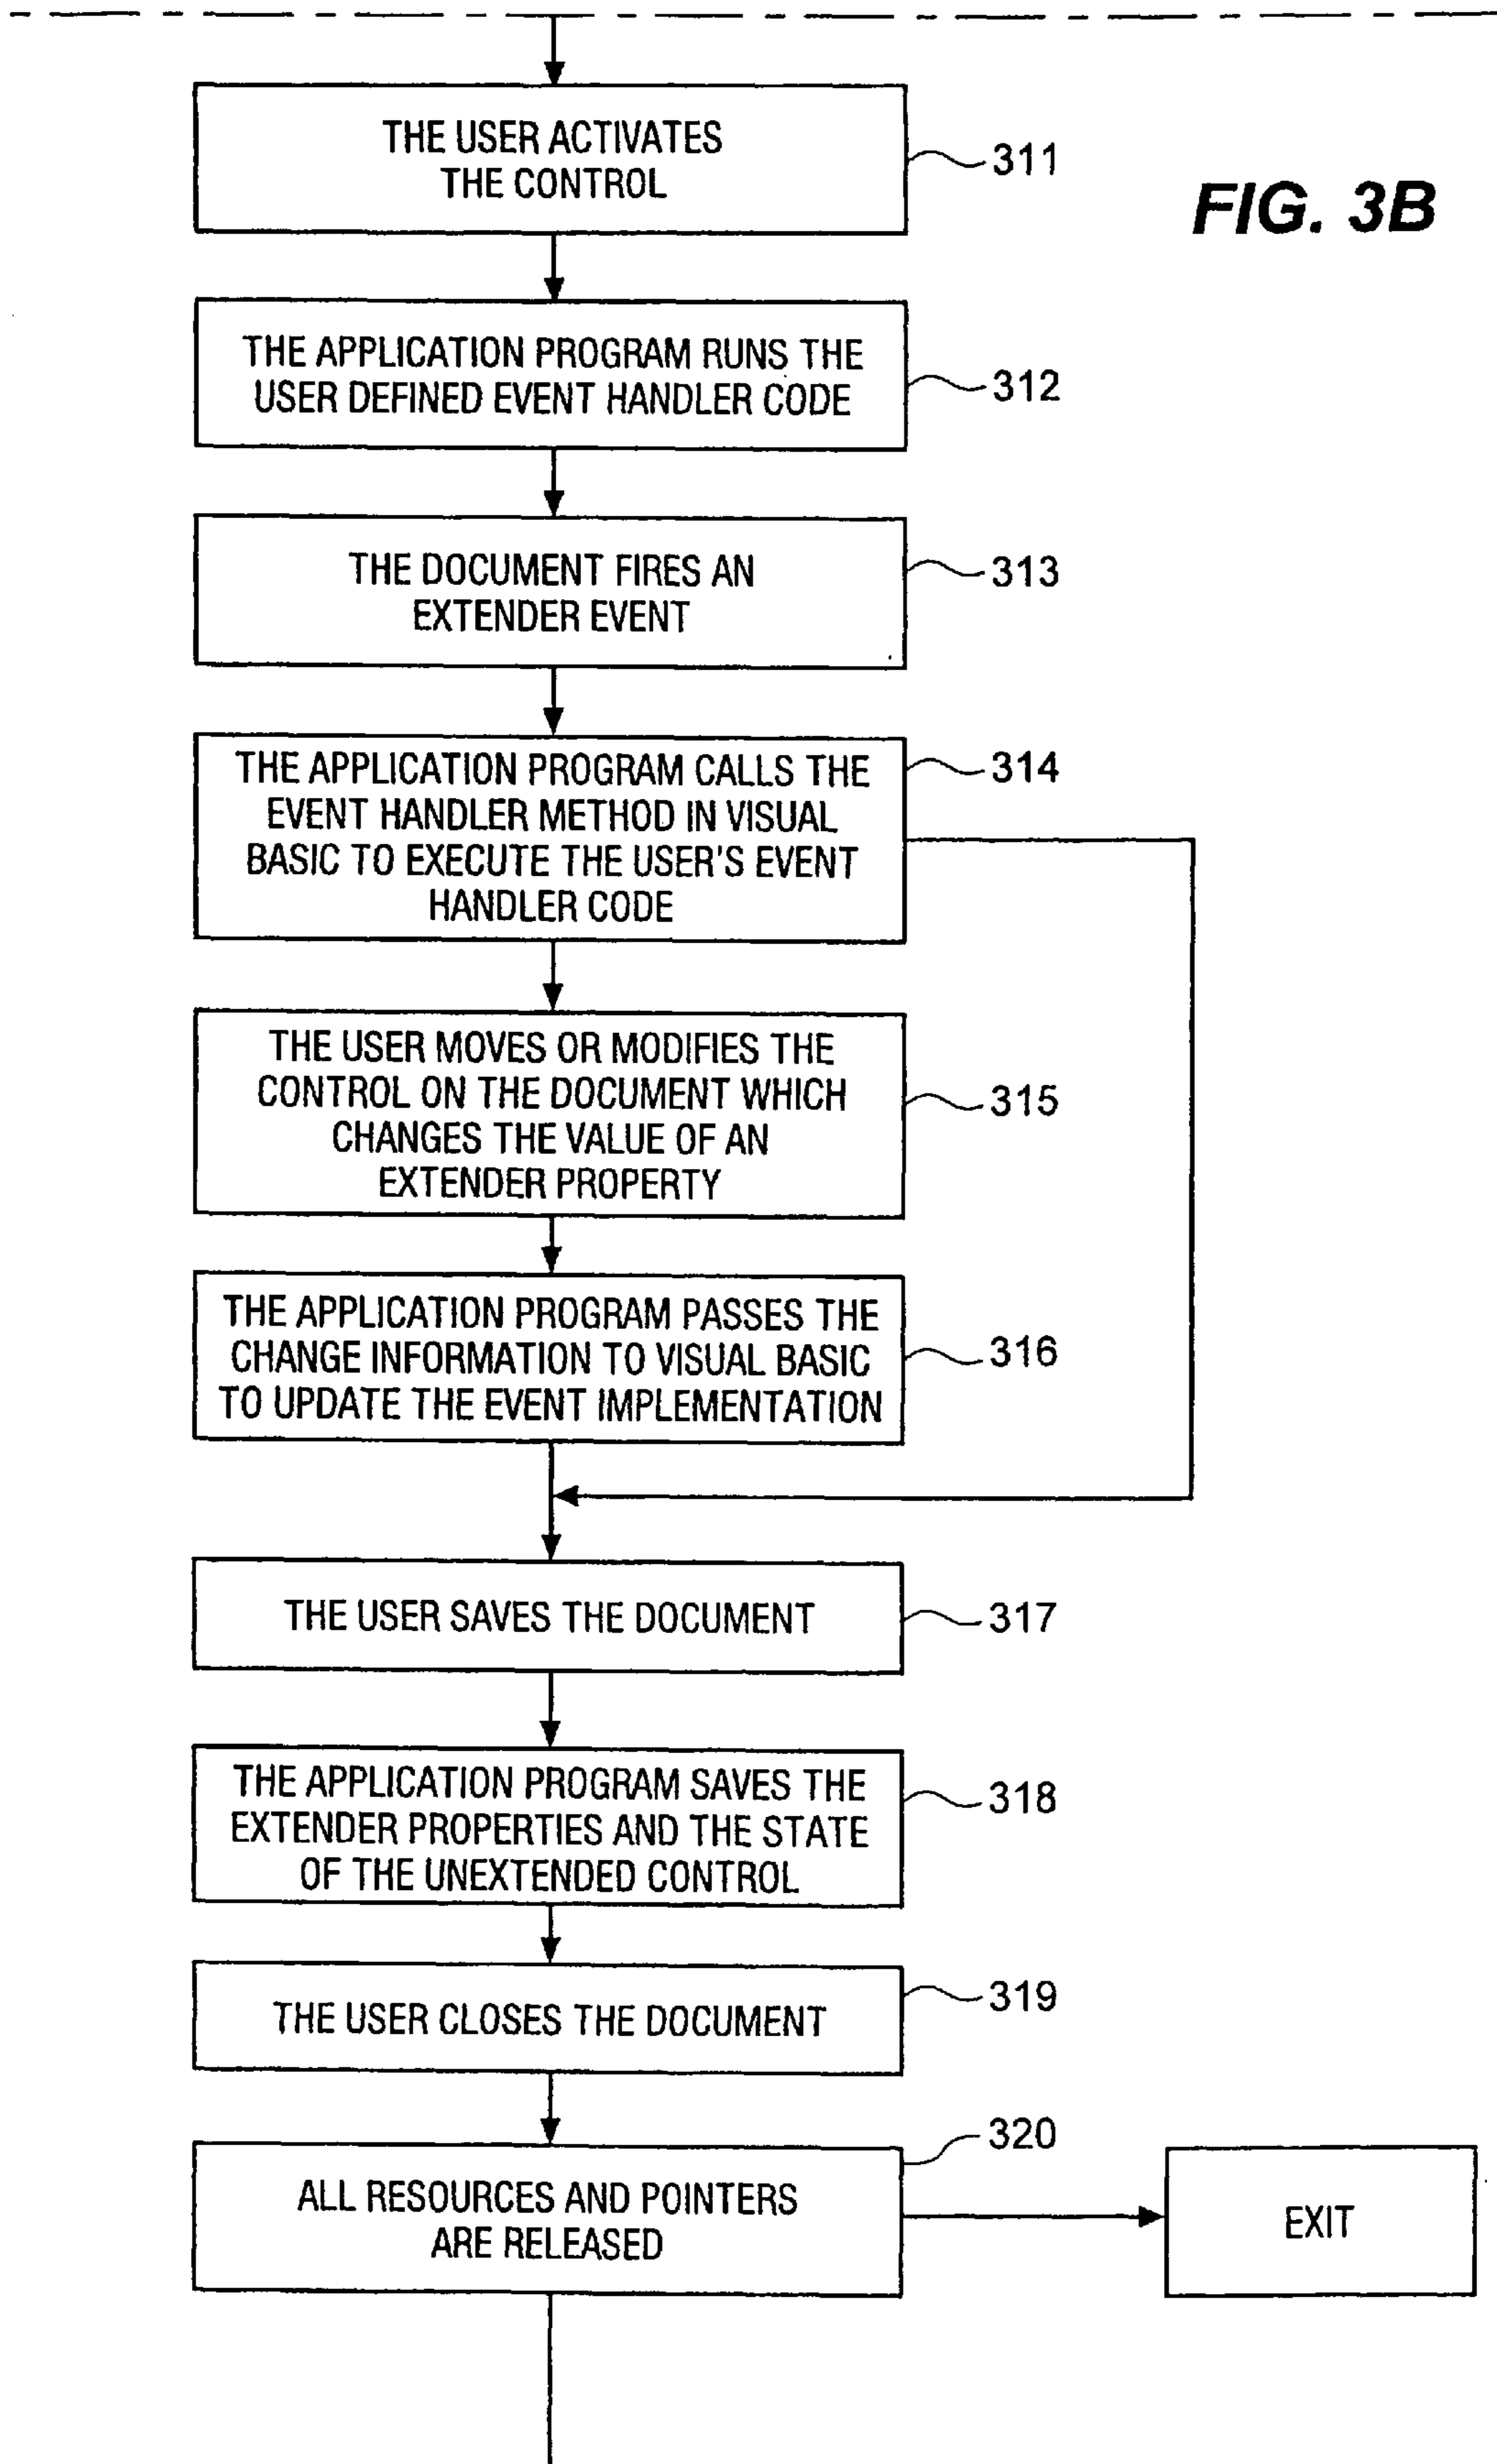 THE USER ACTIVATES
THE CONTROL
311
FIG. 3B
THE APPLICATION PROGRAM RUNS THE
USER DEFINED EVENT HANDLER CODE
312
THE DOCUMENT FIRES AN
EXTENDER EVENT
313
THE APPLICATION PROGRAM CALLS THE
EVENT HANDLER METHOD IN VISUAL
BASIC TO EXECUTE THE USER'S EVENT
HANDLER CODE
314
THE USER MOVES OR MODIFIES THE
CONTROL ON THE DOCUMENT WHICH
CHANGES THE VALUE OF AN
EXTENDER PROPERTY
315
THE APPLICATION PROGRAM PASSES THE
CHANGE INFORMATION TO VISUAL BASIC
TO UPDATE THE EVENT IMPLEMENTATION
316
THE USER SAVES THE DOCUMENT
317
THE APPLICATION PROGRAM SAVES THE
EXTENDER PROPERTIES AND THE STATE
OF THE UNEXTENDED CONTROL
318
THE USER CLOSES THE DOCUMENT
319
ALL RESOURCES AND POINTERS
ARE RELEASED
320
EXIT